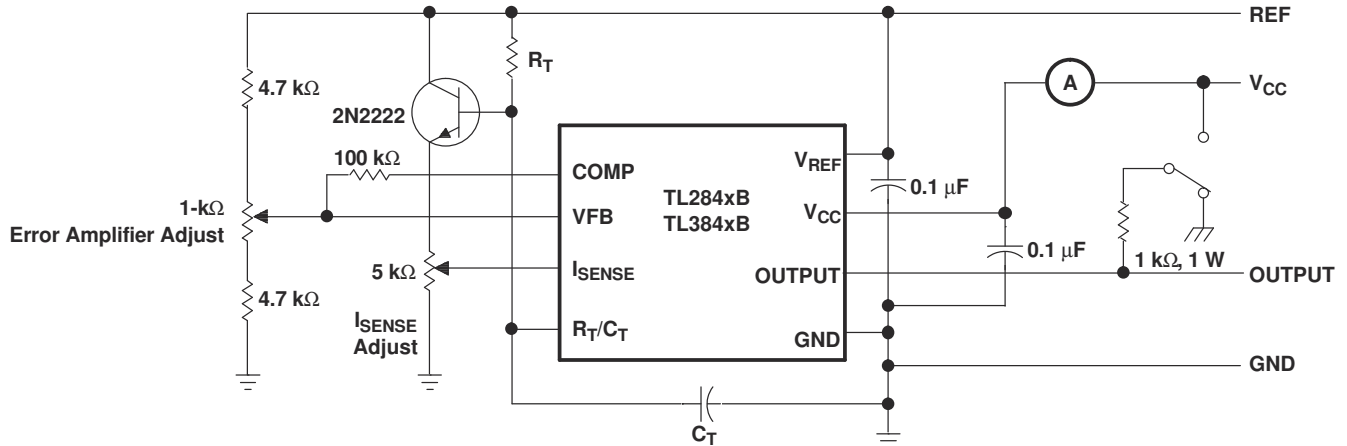 REF
R_T
4.7 kΩ
A
V_CC
2N2222
100 kΩ
COMP
V_REF
0.1 μF
TL284xB
TL384xB
1-kΩ
Error Amplifier Adjust
VFB
V_CC
0.1 μF
1 kΩ, 1 W
5 kΩ
I_SENSE
OUTPUT
OUTPUT
4.7 kΩ
I_SENSE
Adjust
R_T/C_T
GND
GND
C_T